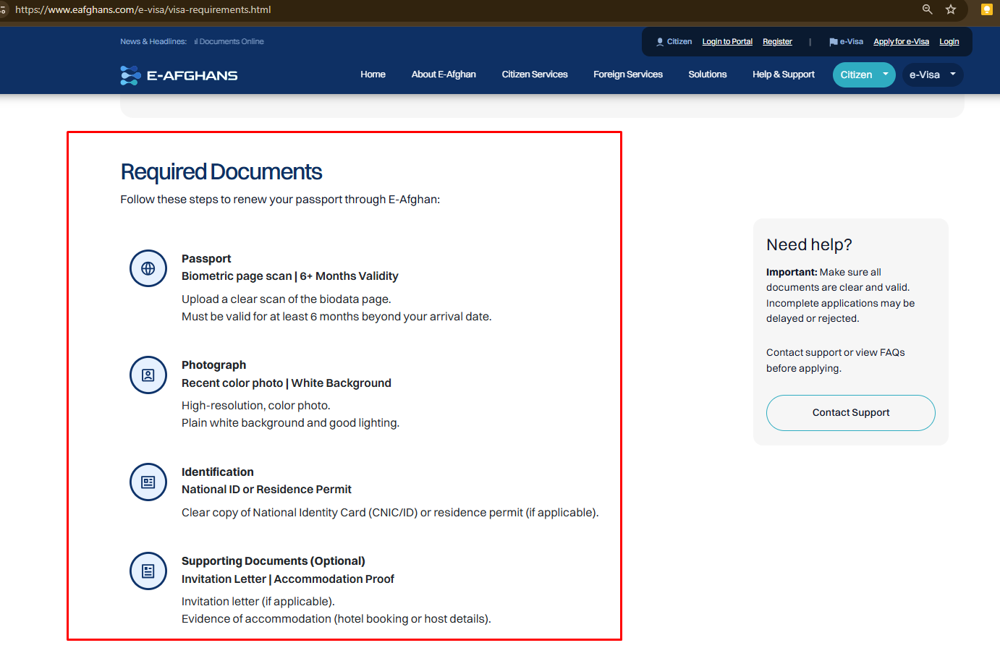 https://www.eafghans.com/e-visa/visa-requirements.html
News & Headlines: l Documents Online
Citizen Login to Portal Register | e-Visa Apply for e-Visa Login
E-AFGHANS
Home About E-Afghan Citizen Services Foreign Services Solutions Help & Support Citizen e-Visa
Required Documents
Follow these steps to renew your passport through E-Afghan:
Passport
Biometric page scan | 6+ Months Validity
Upload a clear scan of the biodata page.
Must be valid for at least 6 months beyond your arrival date.
Photograph
Recent color photo | White Background
High-resolution, color photo.
Plain white background and good lighting.
Identification
National ID or Residence Permit
Clear copy of National Identity Card (CNIC/ID) or residence permit (if applicable).
Supporting Documents (Optional)
Invitation Letter | Accommodation Proof
Invitation letter (if applicable).
Evidence of accommodation (hotel booking or host details).
Need help?
Important: Make sure all
documents are clear and valid.
Incomplete applications may be
delayed or rejected.
Contact support or view FAQs
before applying.
Contact Support